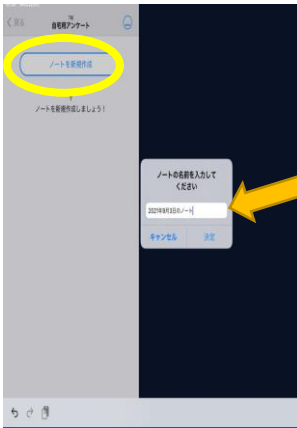 戻る
自宅用アンケート
ノートを新規作成
ノートを新規作成しましょう！
ノートの名前を入力して
ください
2021年9月3日のノート
キャンセル 決定